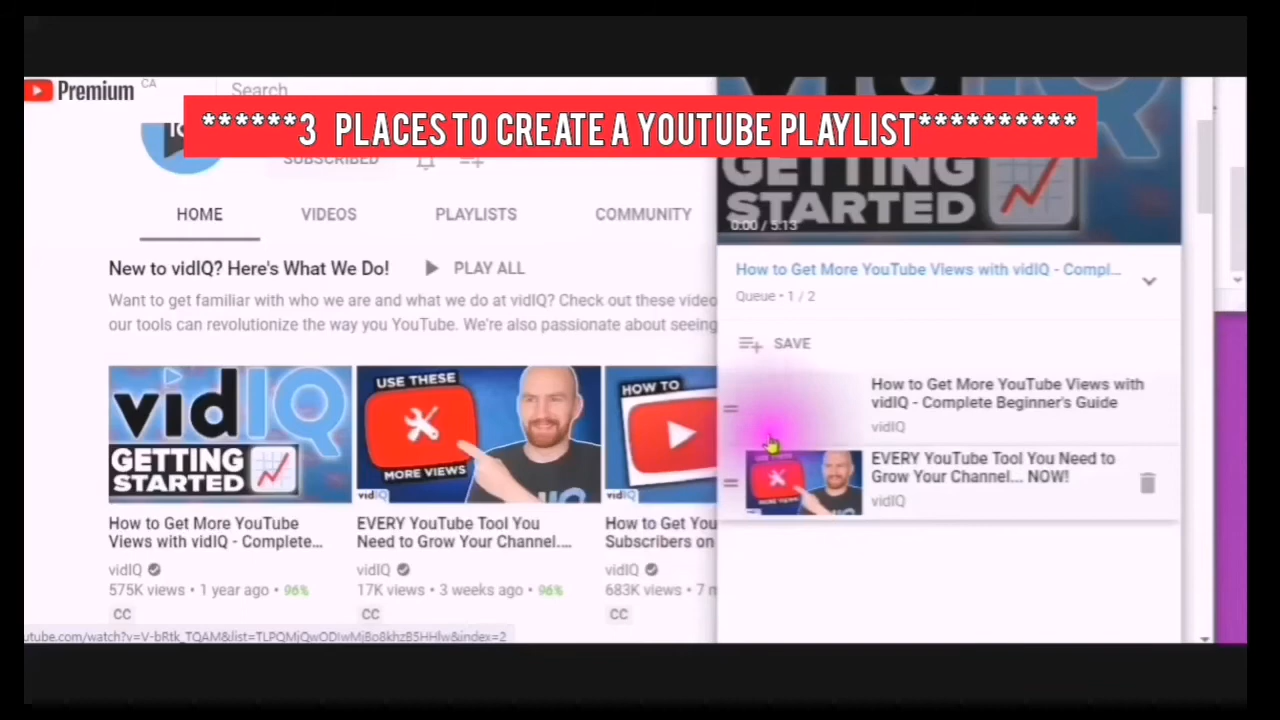 Premium CA
Search
******3 PLACES TO CREATE A YOUTUBE PLAYLIST**********
SUBSCRIBED
HOME VIDEOS PLAYLISTS COMMUNITY
GETTING
STARTED
0:00 / 5:13
New to vidIQ? Here's What We Do! PLAY ALL
Want to get familiar with who we are and what we do at vidIQ? Check out these video
our tools can revolutionize the way you YouTube. We're also passionate about seeing
How to Get More YouTube Views with vidIQ - Compl...
Queue • 1 / 2
SAVE
How to Get More YouTube Views with
vidIQ - Complete Beginner's Guide
vidIQ
EVERY YouTube Tool You Need to
Grow Your Channel... NOW!
vidIQ
vidIQ
GETTING
STARTED
USE THESE
MORE VIEWS
vidIQ
HOW TO
vidIQ
How to Get More YouTube
Views with vidIQ - Complete...
vidIQ
575K views • 1 year ago • 96%
CC
EVERY YouTube Tool You
Need to Grow Your Channel....
vidIQ
17K views • 3 weeks ago • 96%
CC
How to Get You
Subscribers on
vidIQ
683K views • 7 m
CC